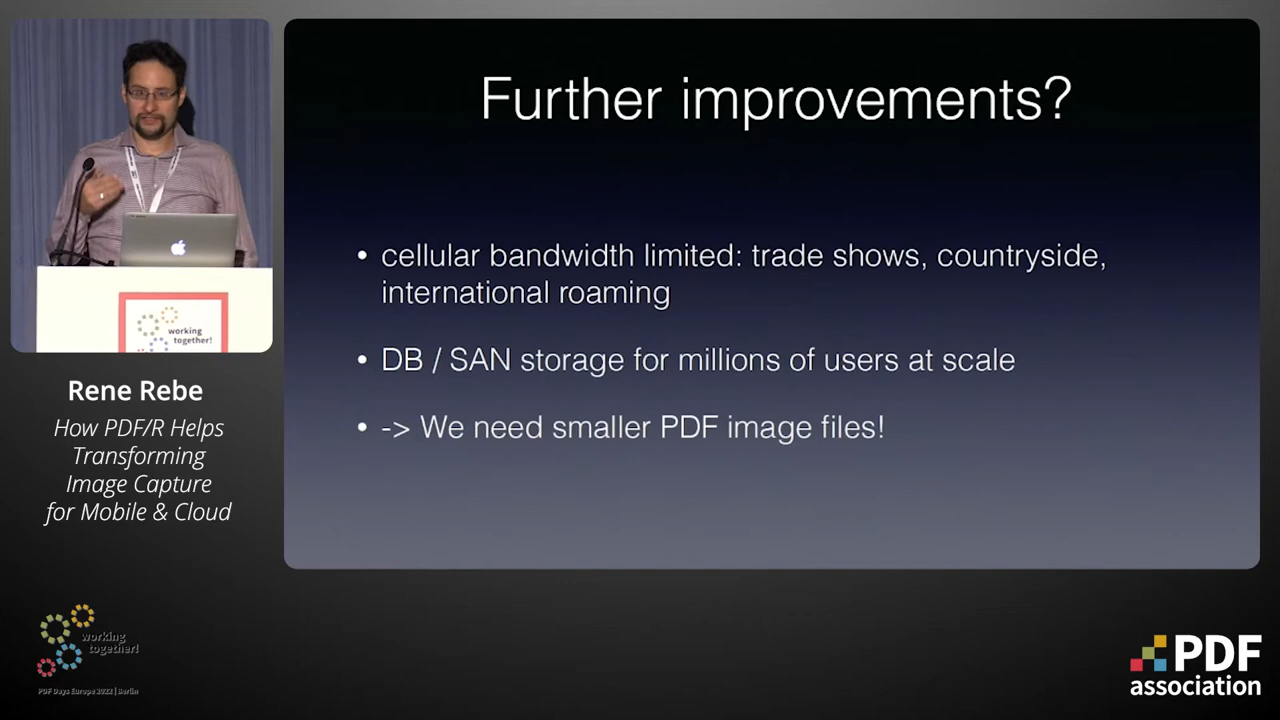 Further improvements?
• cellular bandwidth limited: trade shows, countryside,
international roaming
• DB / SAN storage for millions of users at scale
• -> We need smaller PDF image files!
working
together!
Rene Rebe
How PDF/R Helps
Transforming
Image Capture
for Mobile & Cloud
working
together!
PDF Days Europe 2022 | Berlin
PDF
association